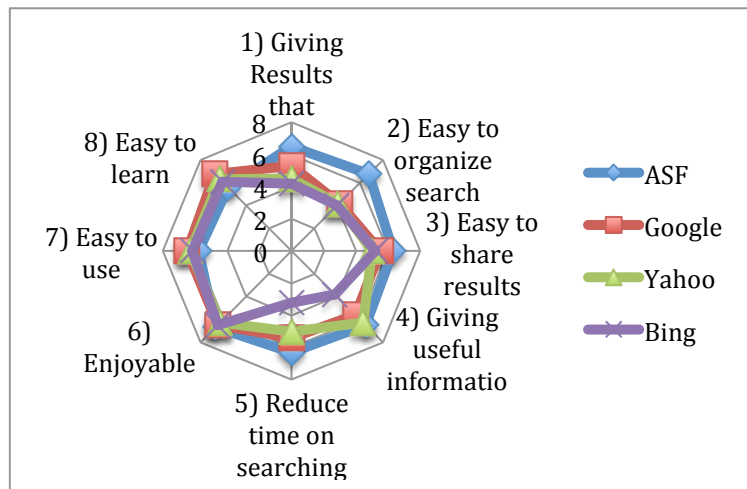 1) Giving
Results
that
8
6
4
2
0
2) Easy to
organize
search
3) Easy to
share
results
4) Giving
useful
informatio
5) Reduce
time on
searching
6)
Enjoyable
7) Easy to
use
8) Easy to
learn
ASF
Google
Yahoo
Bing